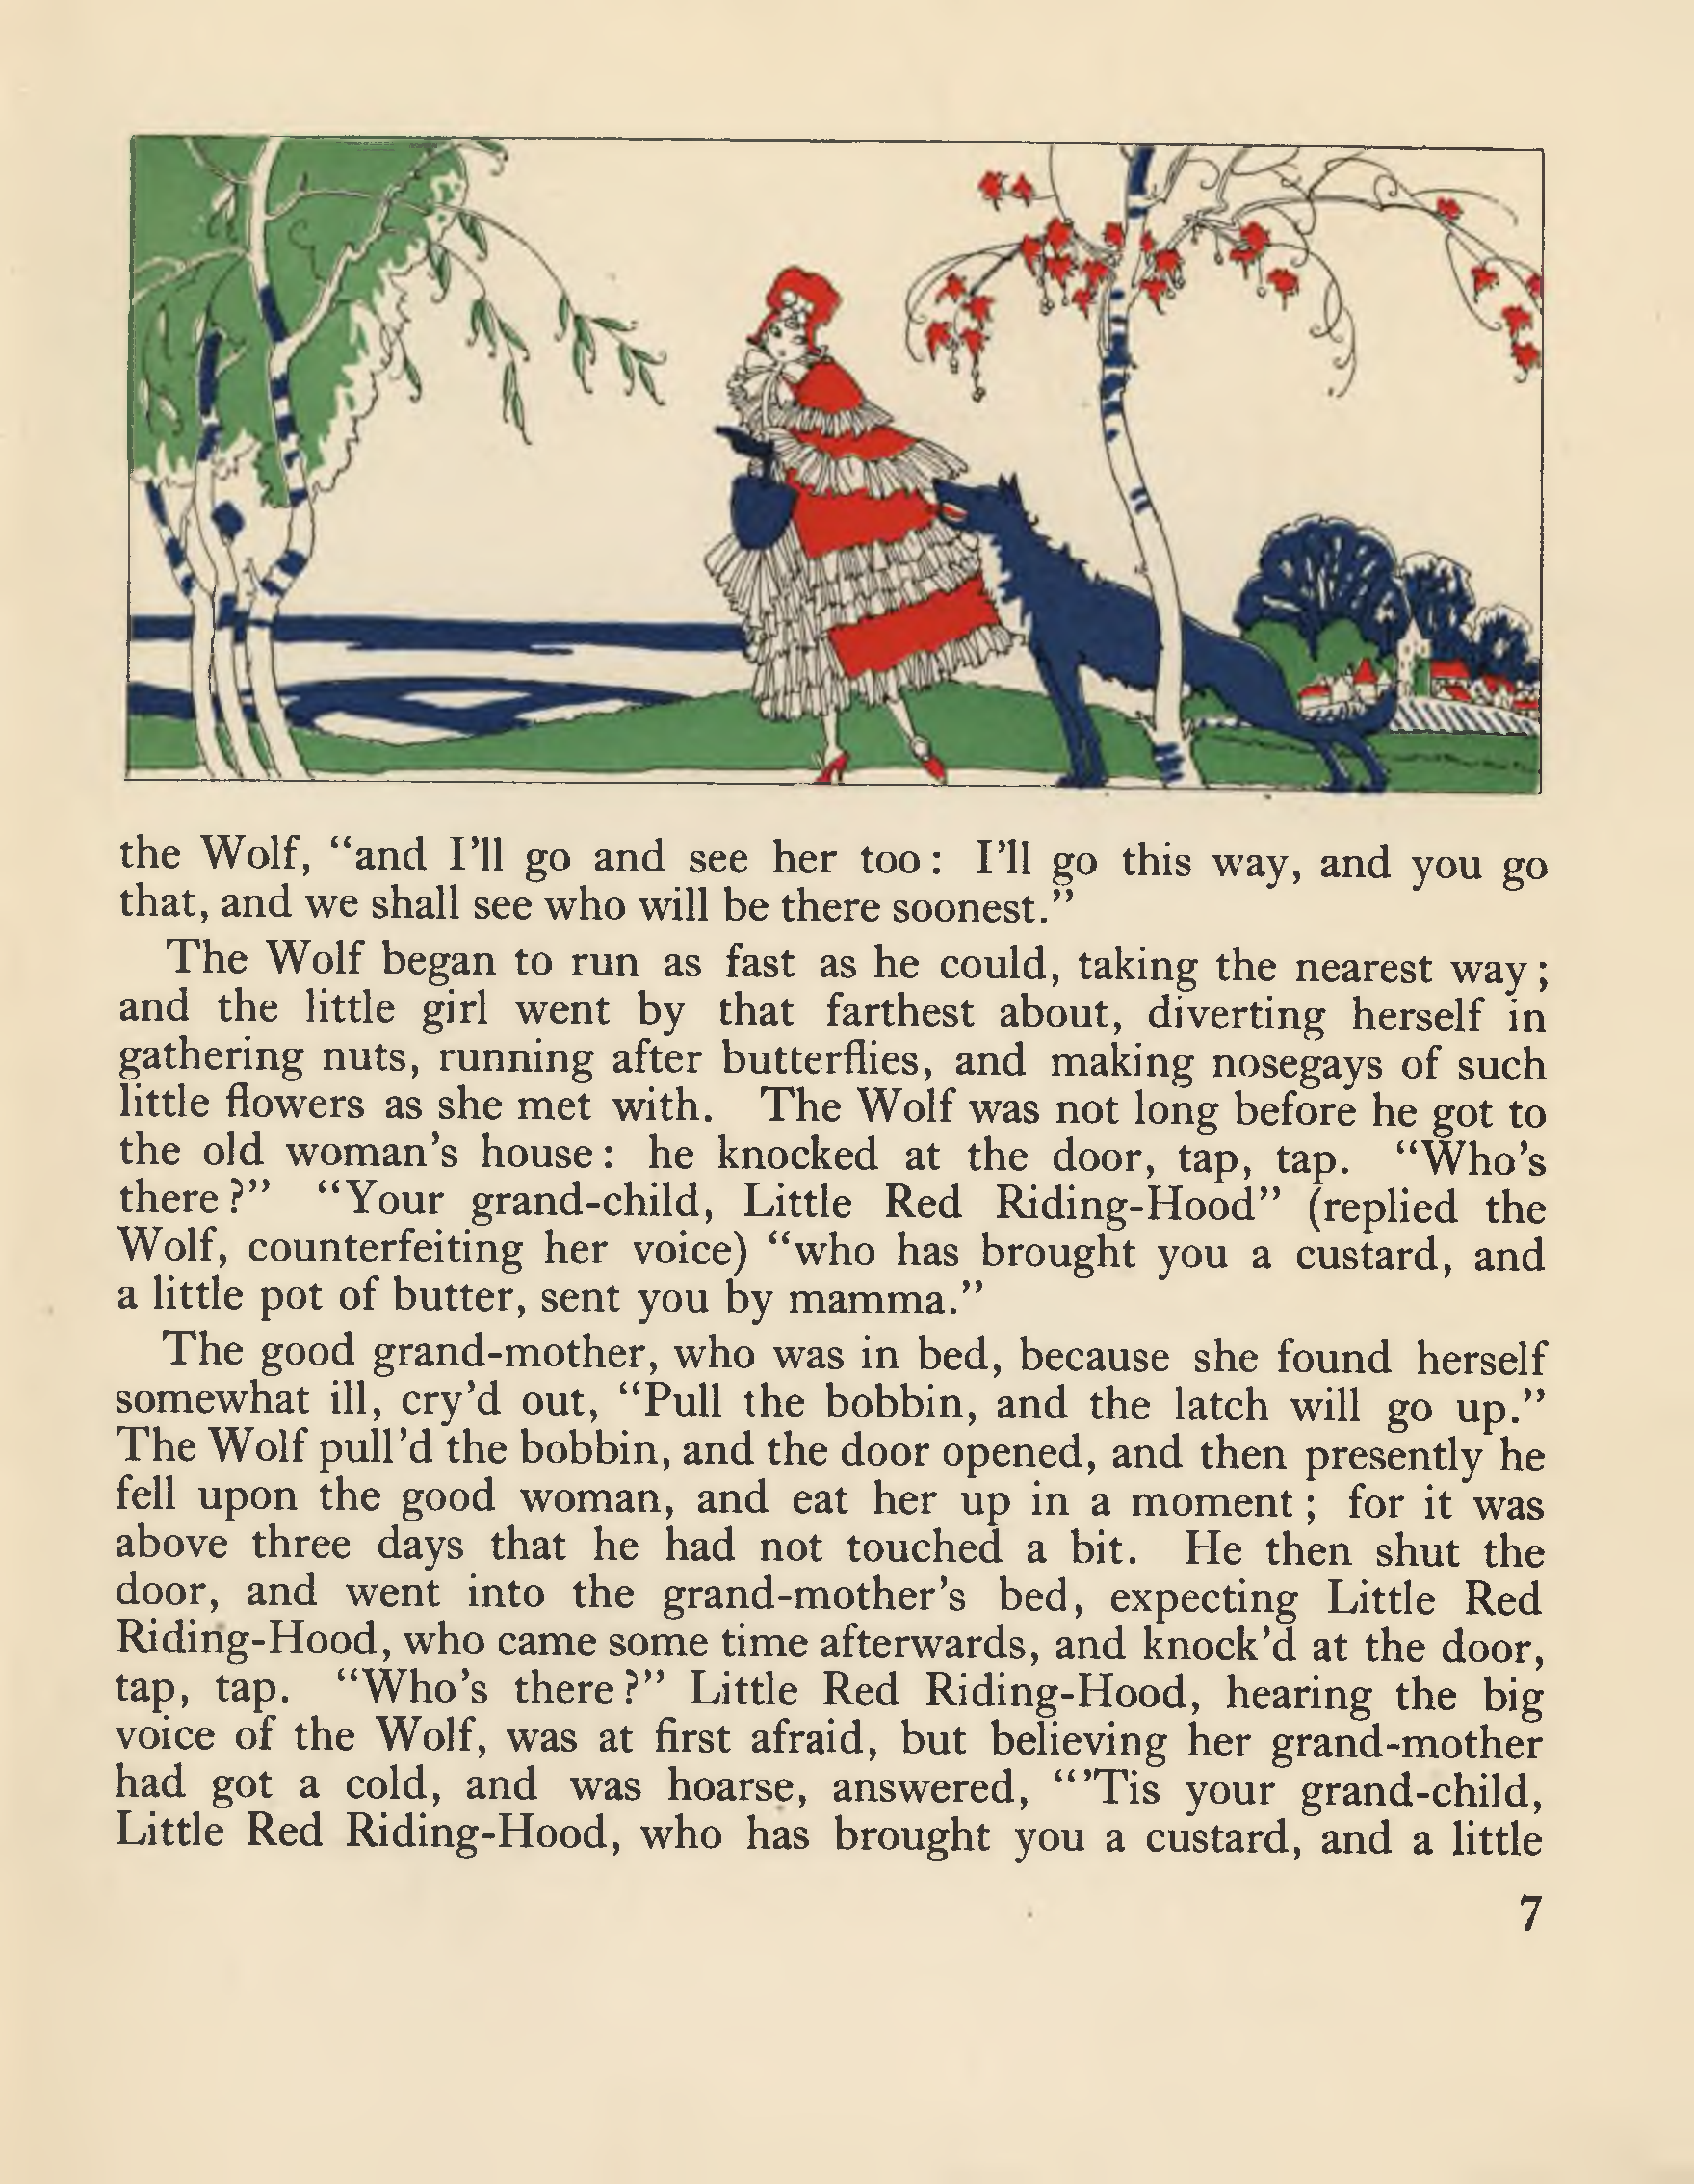 the Wolf, “and I’ll go and see her too: I’ll go this way, and you go
that, and we shall see who will be there soonest.”
The Wolf began to run as fast as he could, taking the nearest way;
and the little girl went by that farthest about, diverting herself in
gathering nuts, running after butterflies, and making nosegays of such
little flowers as she met with. The Wolf was not long before he got to
the old woman’s house: he knocked at the door, tap, tap. “Who’s
there?” “Your grand-child, Little Red Riding-Hood” (replied the
Wolf, counterfeiting her voice) “who has brought you a custard, and
a little pot of butter, sent you by mamma.”
The good grand-mother, who was in bed, because she found herself
somewhat ill, cry’d out, “Pull the bobbin, and the latch will go up.”
The Wolf pull’d the bobbin, and the door opened, and then presently he
fell upon the good woman, and eat her up in a moment; for it was
above three days that he had not touched a bit. He then shut the
door, and went into the grand-mother’s bed, expecting Little Red
Riding-Hood, who came some time afterwards, and knock’d at the door,
tap, tap. “Who’s there?” Little Red Riding-Hood, hearing the big
voice of the Wolf, was at first afraid, but believing her grand-mother
had got a cold, and was hoarse, answered, “’Tis your grand-child,
Little Red Riding-Hood, who has brought you a custard, and a little
7